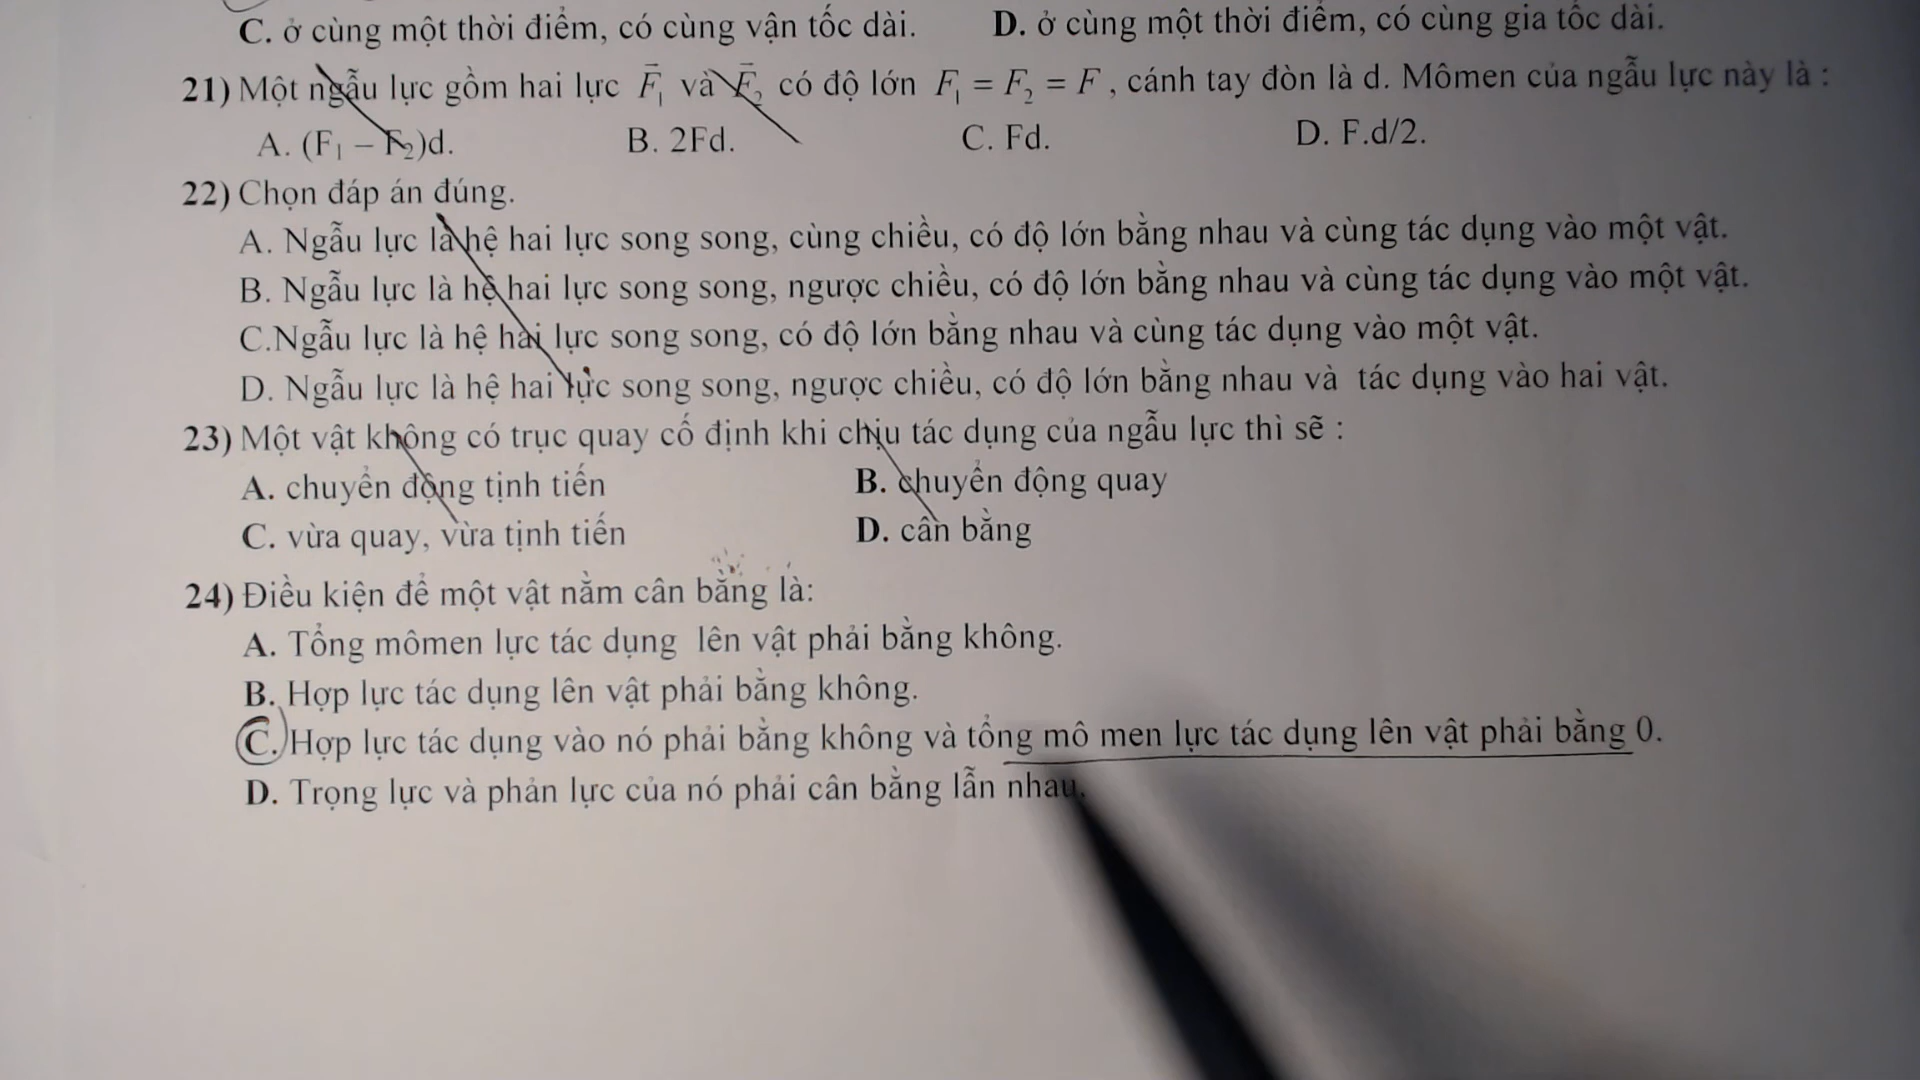 C. ở cùng một thời điểm, có cùng vận tốc dài. D. ở cùng một thời điểm, có cùng gia tốc dài.
21) Một ngẫu lực gồm hai lực F̄₁ và F̄₂ có độ lớn F₁ = F₂ = F , cánh tay đòn là d. Mômen của ngẫu lực này là :
A. (F₁ – F₂)d. B. 2Fd. C. Fd. D. F.d/2.
22) Chọn đáp án đúng.
A. Ngẫu lực là hệ hai lực song song, cùng chiều, có độ lớn bằng nhau và cùng tác dụng vào một vật.
B. Ngẫu lực là hệ hai lực song song, ngược chiều, có độ lớn bằng nhau và cùng tác dụng vào một vật.
C.Ngẫu lực là hệ hai lực song song, có độ lớn bằng nhau và cùng tác dụng vào một vật.
D. Ngẫu lực là hệ hai lực song song, ngược chiều, có độ lớn bằng nhau và tác dụng vào hai vật.
23) Một vật không có trục quay cố định khi chịu tác dụng của ngẫu lực thì sẽ :
A. chuyển động tịnh tiến B. chuyển động quay
C. vừa quay, vừa tịnh tiến D. cân bằng
24) Điều kiện để một vật nằm cân bằng là:
A. Tổng mômen lực tác dụng lên vật phải bằng không.
B. Hợp lực tác dụng lên vật phải bằng không.
C. Hợp lực tác dụng vào nó phải bằng không và tổng mô men lực tác dụng lên vật phải bằng 0.
D. Trọng lực và phản lực của nó phải cân bằng lẫn nhau.